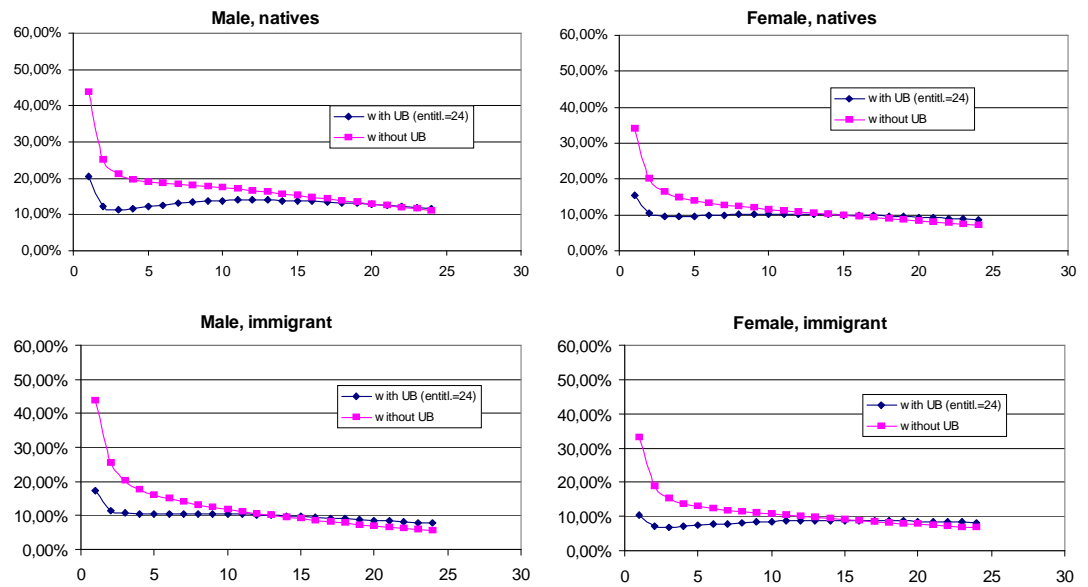 Male, natives
60,00%
50,00%
40,00%
30,00%
20,00%
10,00%
0,00%
0 5 10 15 20 25 30
with UB (entitl.=24)
without UB
Female, natives
60,00%
50,00%
40,00%
30,00%
20,00%
10,00%
0,00%
0 5 10 15 20 25 30
with UB (entitl.=24)
without UB
Male, immigrant
60,00%
50,00%
40,00%
30,00%
20,00%
10,00%
0,00%
0 5 10 15 20 25 30
with UB (entitl.=24)
without UB
Female, immigrant
60,00%
50,00%
40,00%
30,00%
20,00%
10,00%
0,00%
0 5 10 15 20 25 30
with UB (entitl.=24)
without UB